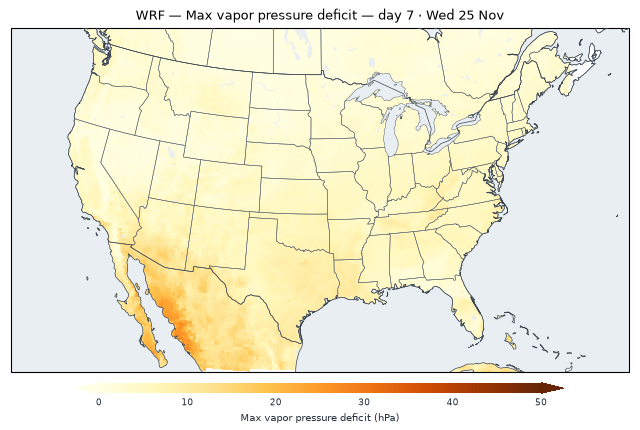 WRF — Max vapor pressure deficit — day 7 · Wed 25 Nov
0 10 20 30 40 50
Max vapor pressure deficit (hPa)